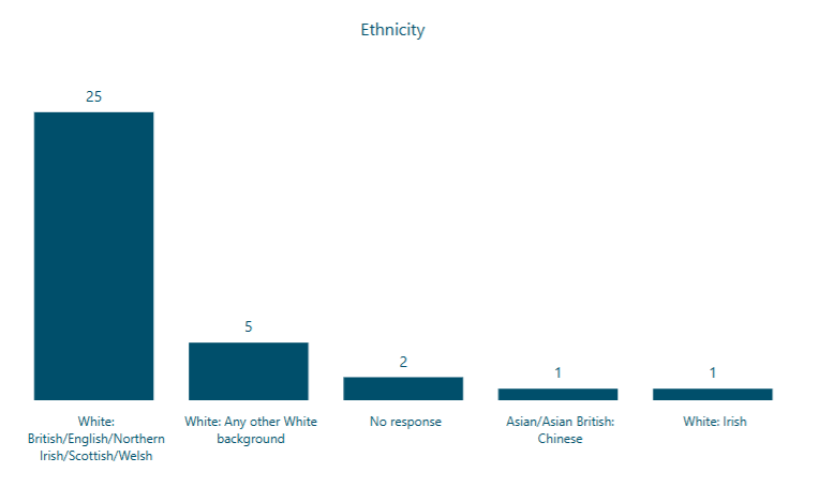 Ethnicity
25
5
2
1
1
White:
British/English/Northern
Irish/Scottish/Welsh
White: Any other White
background
No response
Asian/Asian British:
Chinese
White: Irish